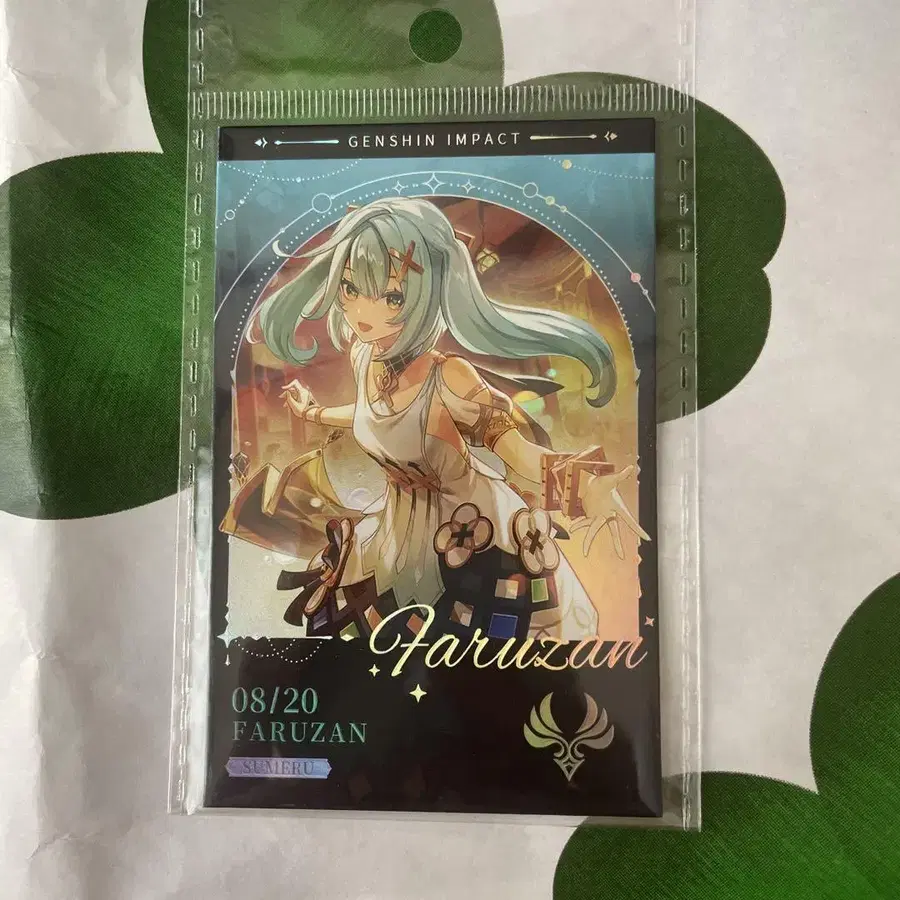 GENSHIN IMPACT
Faruzan
08/20
FARUZAN
SUMERU